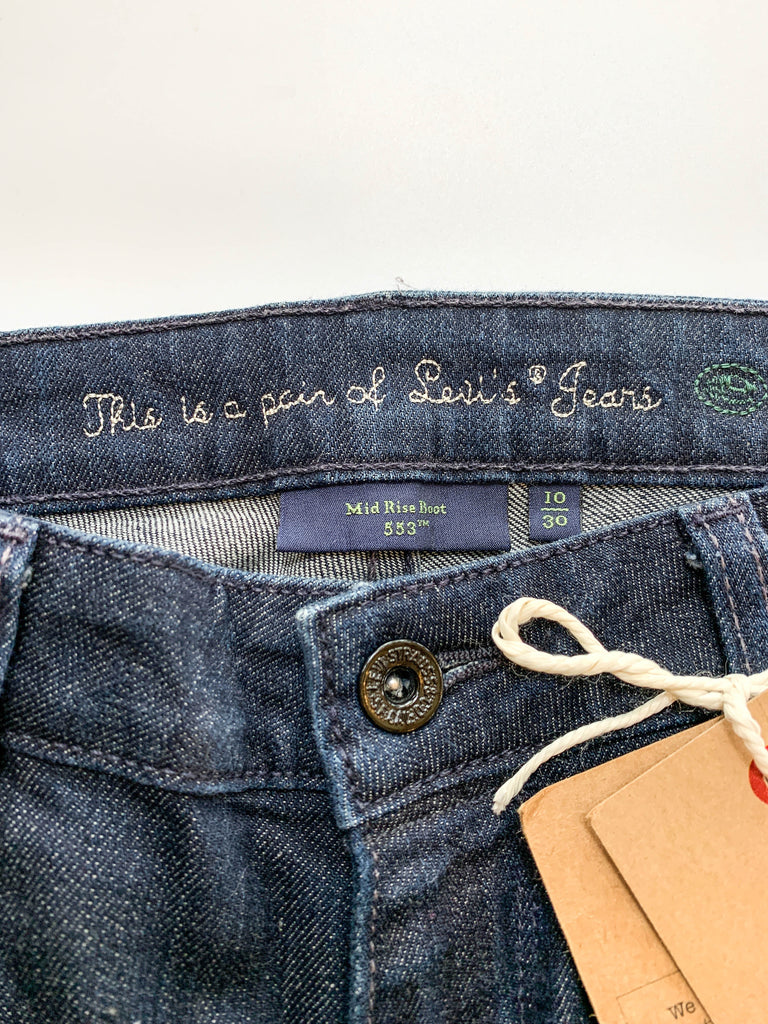 This is a pair of Levi's® Jeans
Mid Rise Boot
553™
10
30
We